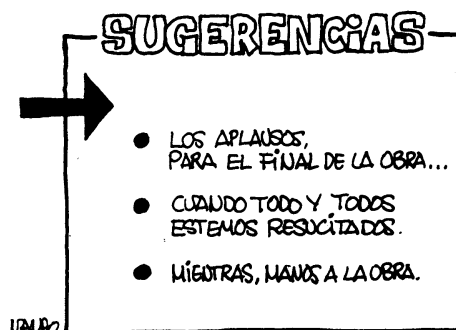 SUGERENCiAS
● LOS APLAUSOS,
PARA EL FiNAL DE LA OBRA...
● CUANDO TODO Y TODOS
ESTEMOS RESUCITADOS.
● MiENTRAS, MANOS A LA OBRA.